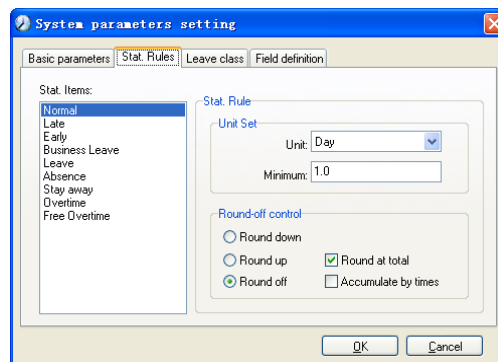 System parameters setting
Basic parameters Stat. Rules Leave class Field definition
Stat. Items:
Normal
Late
Early
Business Leave
Leave
Absence
Stay away
Overtime
Free Overtime
Stat. Rule
Unit Set
Unit: Day
Minimum: 1.0
Round-off control
Round down
Round up Round at total
Round off Accumulate by times
OK Cancel